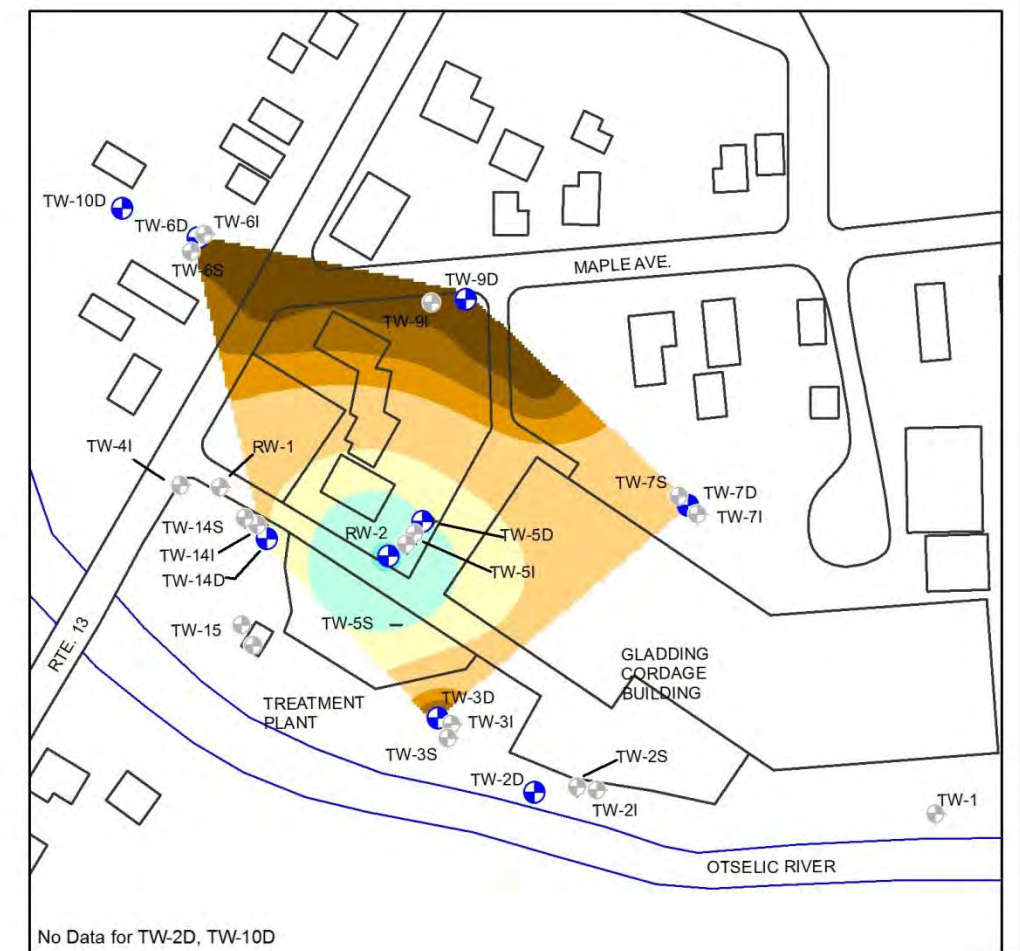 TW-10D
TW-6D
TW-6I
TW-6S
MAPLE AVE.
TW-9D
TW-9I
TW-4I
RW-1
TW-7S
TW-7D
TW-7I
TW-14S
RW-2
TW-5D
TW-14I
TW-5I
TW-14D
TW-5S
TW-15
RTE. 13
GLADDING
CORDAGE
BUILDING
TREATMENT
PLANT
TW-3D
TW-3I
TW-3S
TW-2S
TW-2D
TW-2I
TW-1
OTSELIC RIVER
No Data for TW-2D, TW-10D